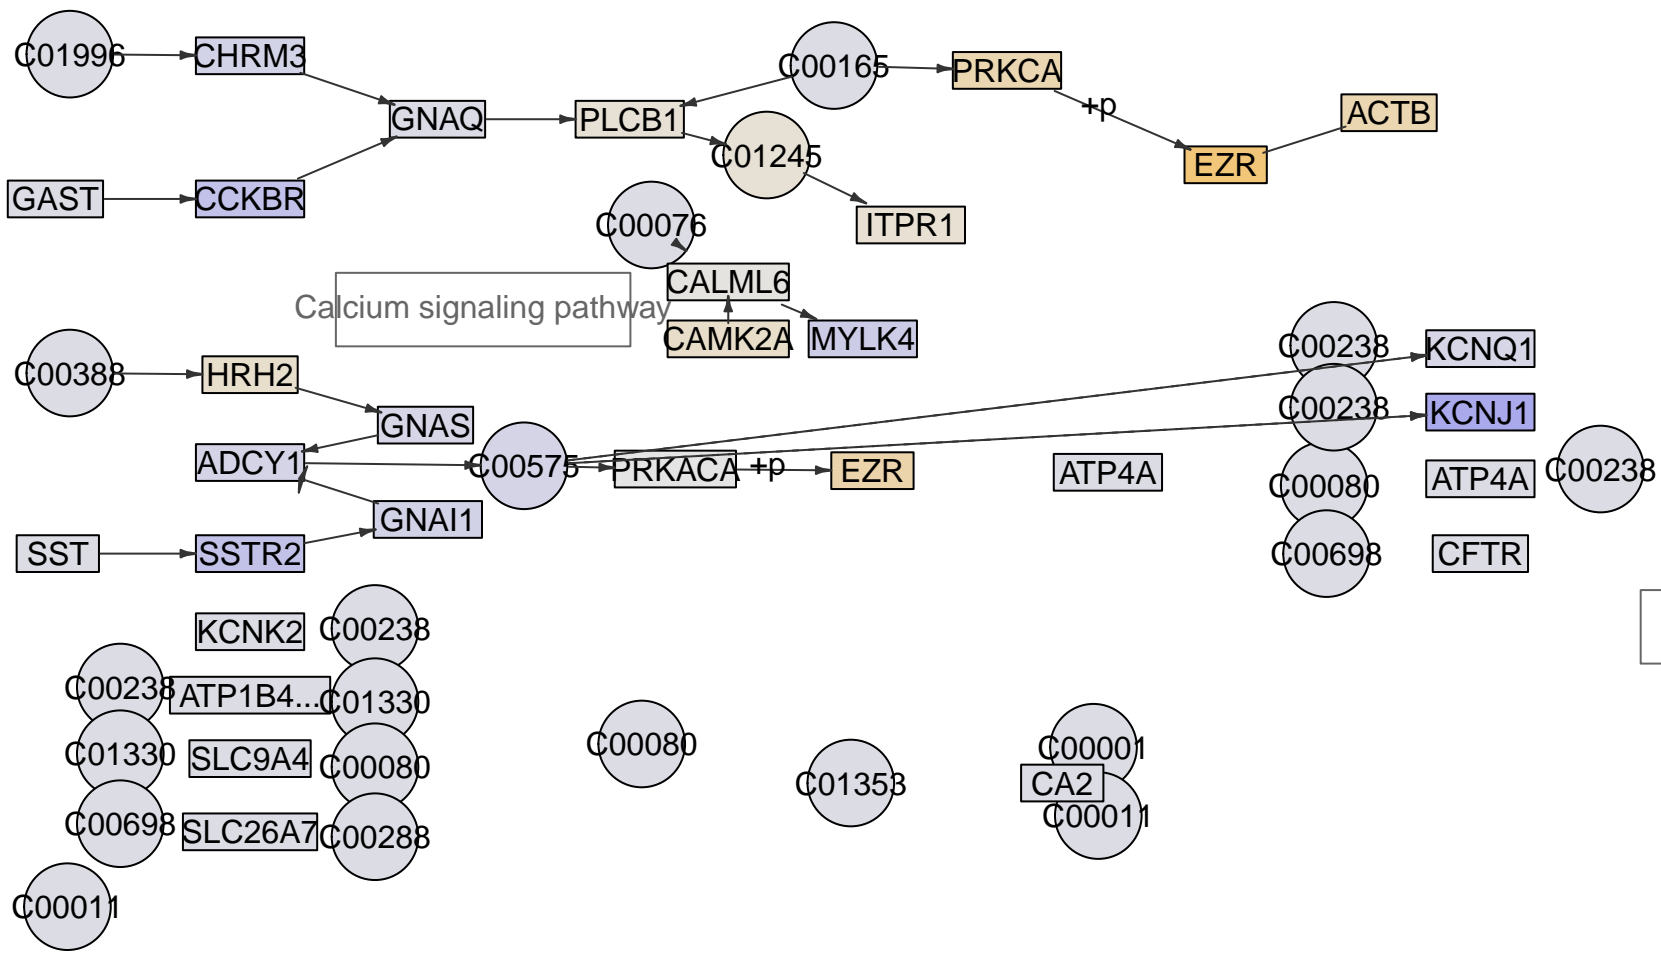 C01996
CHRM3
C00165
PRKCA
+p
ACTB
GNAQ
PLCB1
C01245
EZR
GAST
CCKBR
C00076
ITPR1
CALML6
Calcium signaling pathway
CAMK2A
MYLK4
C00238
KCNQ1
C00388
HRH2
C00238
KCNJ1
GNAS
ADCY1
C00575
PRKACA
+p
EZR
ATP4A
C00080
ATP4A
C00238
GNAI1
SST
SSTR2
C00698
CFTR
KCNK2
C00238
C00238
ATP1B4...
C01330
C01330
SLC9A4
C00080
C00080
C01353
C00001
CA2
C00011
C00698
SLC26A7
C00288
C00011